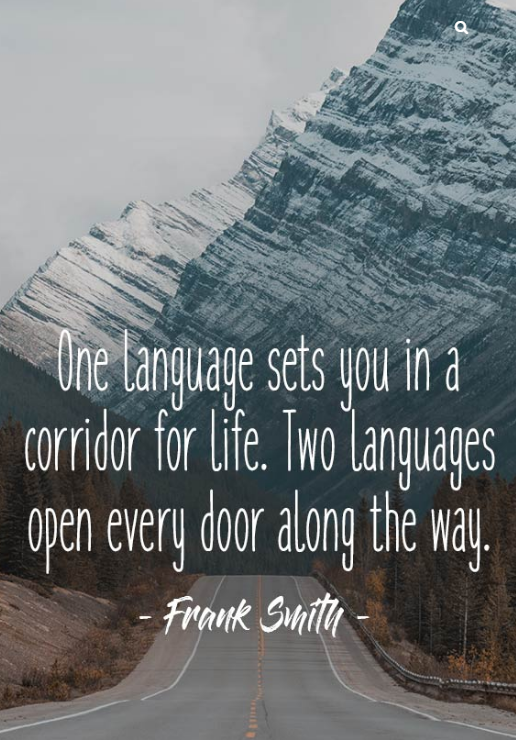 One language sets you in a
corridor for life. Two languages
open every door along the way.
- Frank Smith -